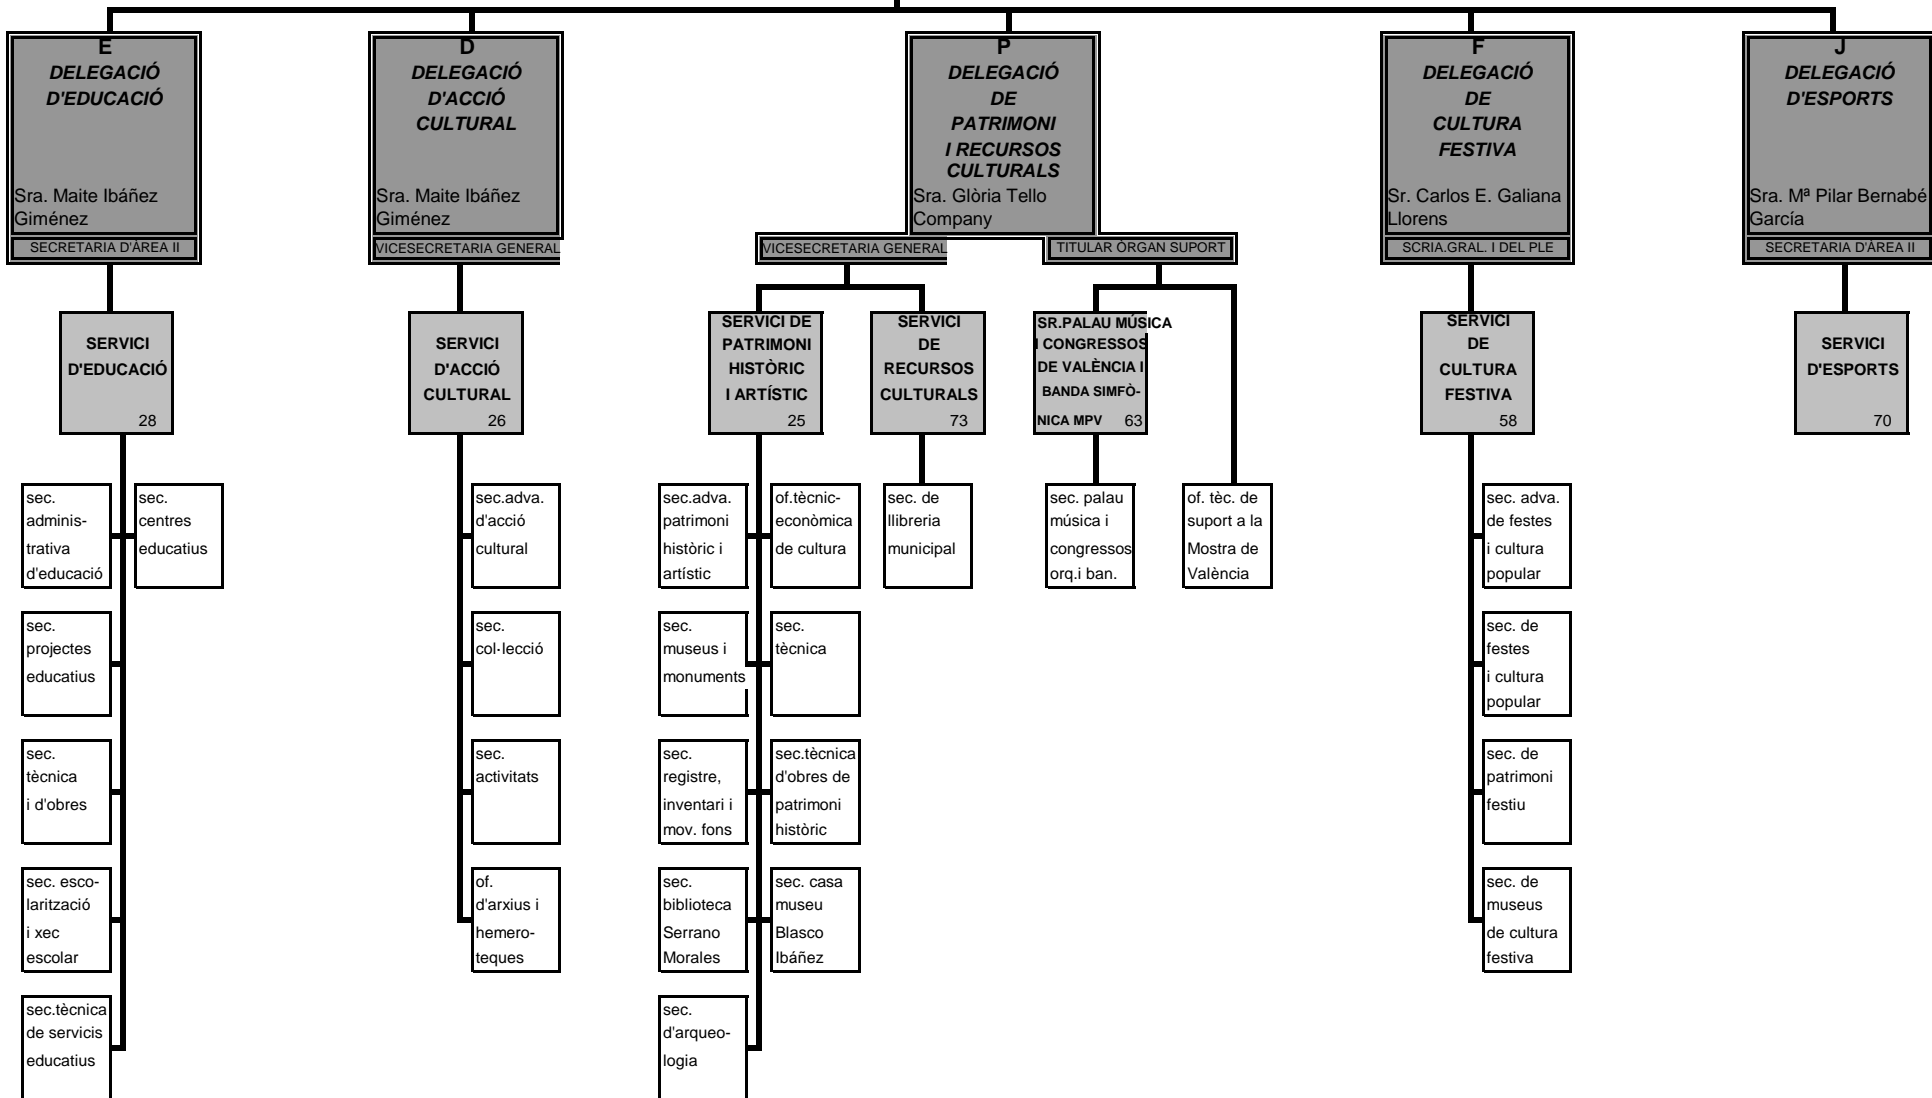 E
DELEGACIÓ
D'EDUCACIÓ
Sra. Maite Ibáñez
Giménez
SECRETARIA D'ÀREA II
D
DELEGACIÓ
D'ACCIÓ
CULTURAL
Sra. Maite Ibáñez
Giménez
VICESECRETARIA GENERAL
P
DELEGACIÓ
DE
PATRIMONI
I RECURSOS
CULTURALS
Sra. Glòria Tello
Company
VICESECRETARIA GENERAL
TITULAR ÒRGAN SUPORT
F
DELEGACIÓ
DE
CULTURA
FESTIVA
Sr. Carlos E. Galiana
Llorens
SCRIA.GRAL. I DEL PLE
J
DELEGACIÓ
D'ESPORTS
Sra. Mª Pilar Bernabé
García
SECRETARIA D'ÀREA II
SERVICI
D'EDUCACIÓ
28
SERVICI
D'ACCIÓ
CULTURAL
26
SERVICI DE
PATRIMONI
HISTÒRIC
I ARTÍSTIC
25
SERVICI
DE
RECURSOS
CULTURALS
73
SR.PALAU MÚSICA
I CONGRESSOS
DE VALÈNCIA I
BANDA SIMFÒ-
NICA MPV 63
SERVICI
DE
CULTURA
FESTIVA
58
SERVICI
D'ESPORTS
70
sec.
adminis-
trativa
d'educació
sec.
centres
educatius
sec.
projectes
educatius
sec.
tècnica
i d'obres
sec. esco-
larització
i xec
escolar
sec.tècnica
de servicis
educatius
sec.adva.
d'acció
cultural
sec.
col·lecció
sec.
activitats
of.
d'arxius i
hemero-
teques
sec.adva.
patrimoni
històric i
artístic
of.tècnic-
econòmica
de cultura
sec.
museus i
monuments
sec.
tècnica
sec.
registre,
inventari i
mov. fons
sec.tècnica
d'obres de
patrimoni
històric
sec.
biblioteca
Serrano
Morales
sec. casa
museu
Blasco
Ibáñez
sec.
d'arqueo-
logia
sec. de
llibreria
municipal
sec. palau
música i
congressos
orq.i ban.
of. tèc. de
suport a la
Mostra de
València
sec. adva.
de festes
i cultura
popular
sec. de
festes
i cultura
popular
sec. de
patrimoni
festiu
sec. de
museus
de cultura
festiva